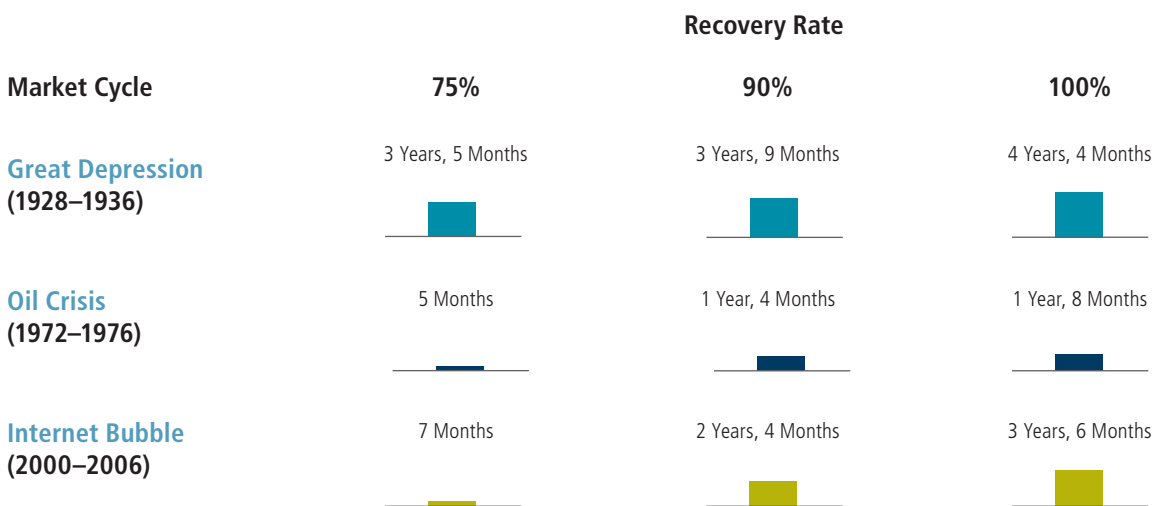 Recovery Rate
Market Cycle 75% 90% 100%
3 Years, 5 Months 3 Years, 9 Months 4 Years, 4 Months
Great Depression
(1928–1936)
Oil Crisis 5 Months 1 Year, 4 Months 1 Year, 8 Months
(1972–1976)
Internet Bubble 7 Months 2 Years, 4 Months 3 Years, 6 Months
(2000–2006)